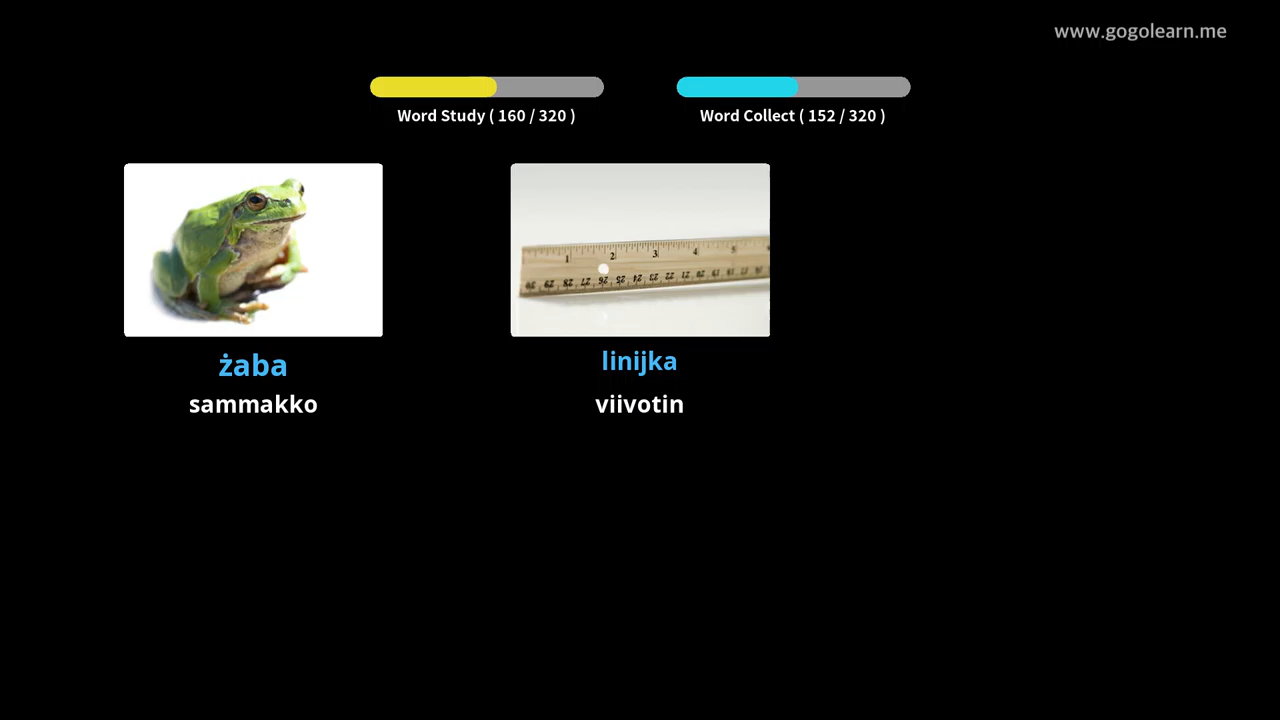 www.gogolearn.me
Word Study ( 160 / 320 )
Word Collect ( 152 / 320 )
żaba
sammakko
linijka
viivotin